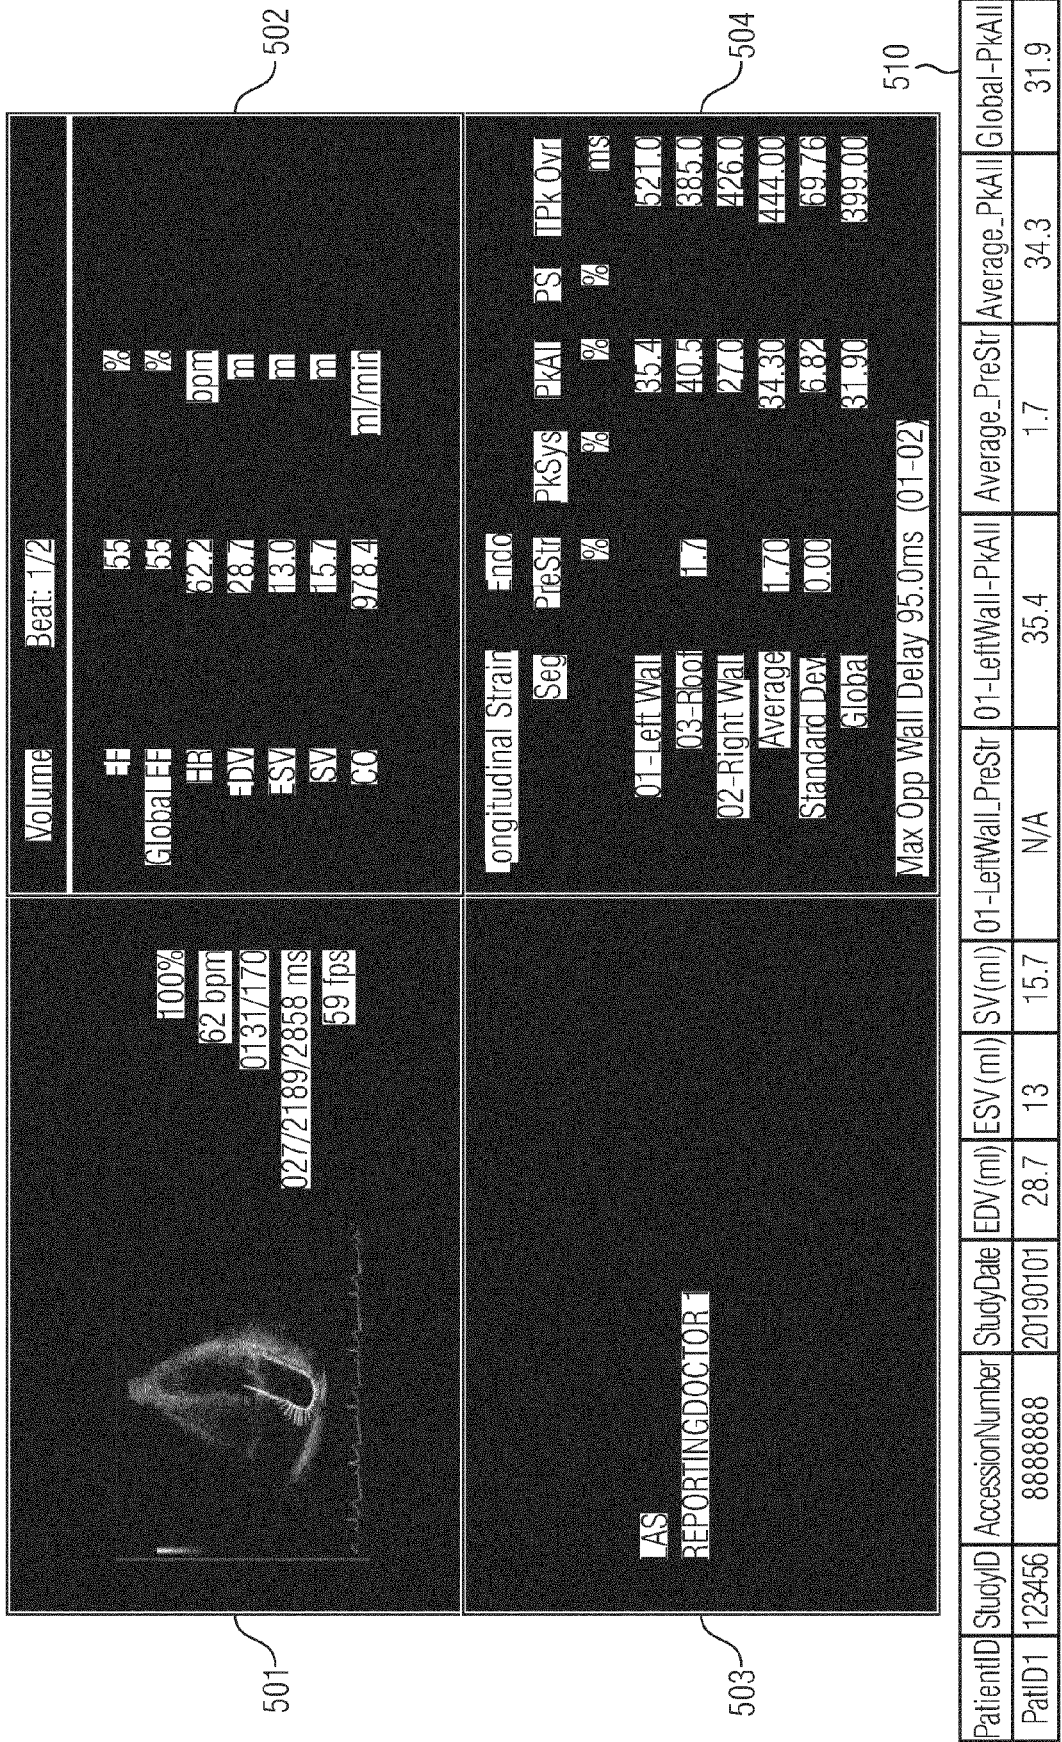 501
502
100%
62 bpm
0131/170
027/2189/2858 ms
59 fps
Volume Beat: 1/2
EF 55 %
Global EF 55 %
HR 62.2 bpm
EDV 28.7 m
ESV 13.0 m
SV 15.7 m
CO 978.4 ml/min
503
504
AS
REPORTINGDOCTOR 1
ongitudinal Strain Endo
Seg PreStr PkSys PkAl PS TPk Ovr
% % % % ms
01-Left Wall 35.4 521.0
03-Roof 1.7 40.5 385.0
02-Right Wall 27.0 426.0
Average 1.70 34.30 444.00
Standard Dev. 0.00 6.82 69.76
Globa 31.90 399.00
Max Opp Wall Delay 95.0ms (01-02)
510
PatientID StudyID AccessionNumber StudyDate EDV(ml) ESV(ml) SV(ml) 01-LeftWall_PreStr 01-LeftWall-PkAll Average_PreStr Average_PkAll Global-PkAll
PatID1 123456 8888888 20190101 28.7 13 15.7 N/A 35.4 1.7 34.3 31.9